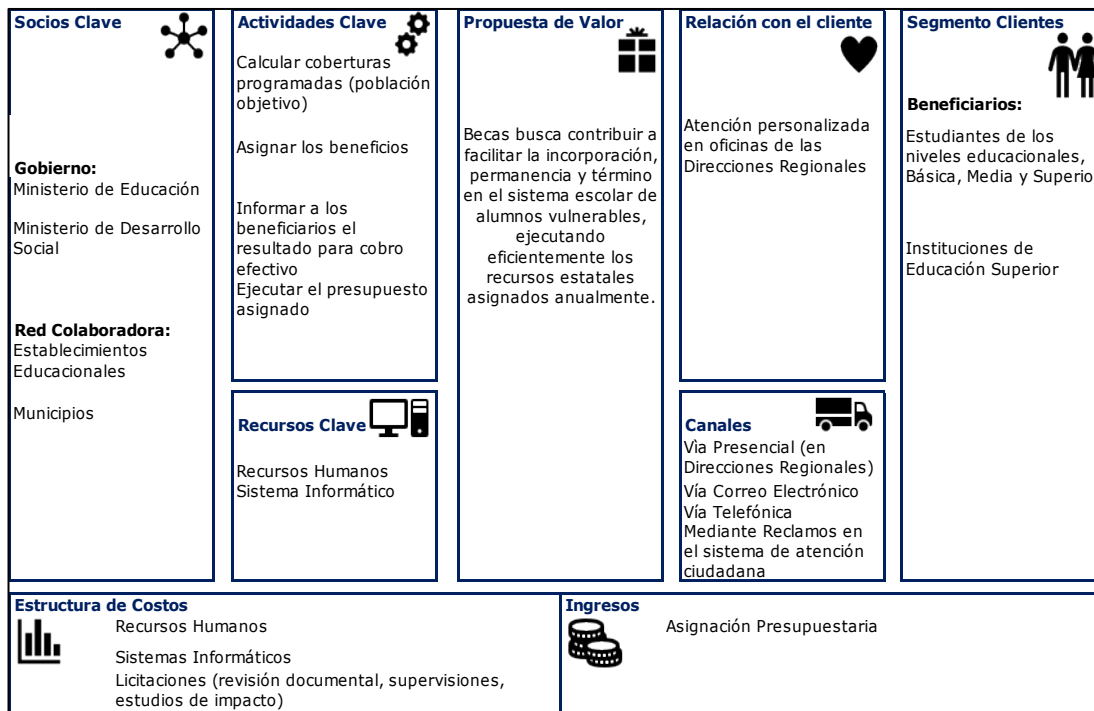 Socios Clave
Gobierno:
Ministerio de Educación
Ministerio de Desarrollo
Social
Red Colaboradora:
Establecimientos
Educacionales
Municipios
Actividades Clave
Calcular coberturas
programadas (población
objetivo)
Asignar los beneficios
Informar a los
beneficiarios el
resultado para cobro
efectivo
Ejecutar el presupuesto
asignado
Recursos Clave
Recursos Humanos
Sistema Informático
Propuesta de Valor
Becas busca contribuir a
facilitar la incorporación,
permanencia y término
en el sistema escolar de
alumnos vulnerables,
ejecutando
eficientemente los
recursos estatales
asignados anualmente.
Relación con el cliente
Atención personalizada
en oficinas de las
Direcciones Regionales
Canales
Vìa Presencial (en
Direcciones Regionales)
Vía Correo Electrónico
Vía Telefónica
Mediante Reclamos en
el sistema de atención
ciudadana
Segmento Clientes
Beneficiarios:
Estudiantes de los
niveles educacionales,
Básica, Media y Superio
Instituciones de
Educación Superior
Estructura de Costos
Recursos Humanos
Sistemas Informáticos
Licitaciones (revisión documental, supervisiones,
estudios de impacto)
Ingresos
Asignación Presupuestaria